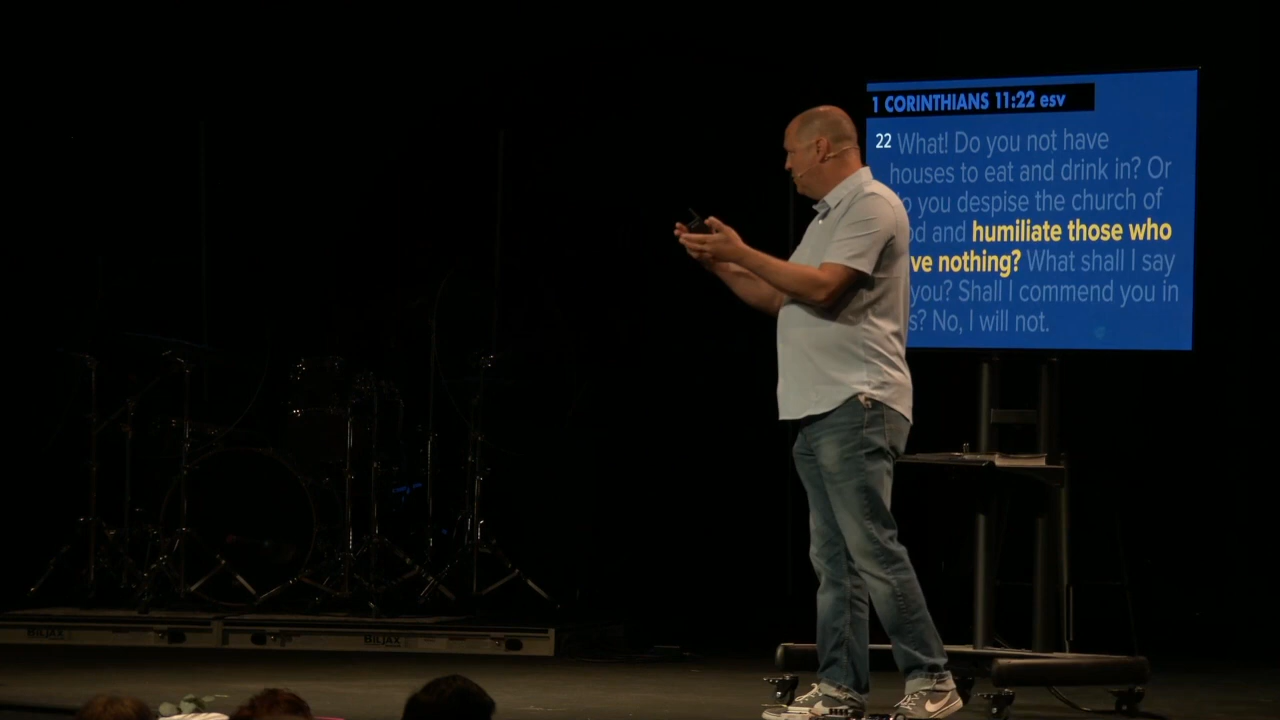 1 CORINTHIANS 11:22 esv
22 What! Do you not have
houses to eat and drink in? Or
you despise the church of
and humiliate those who
nothing? What shall I say
you? Shall I commend you in
No, I will not.
BILJAX BILJAX